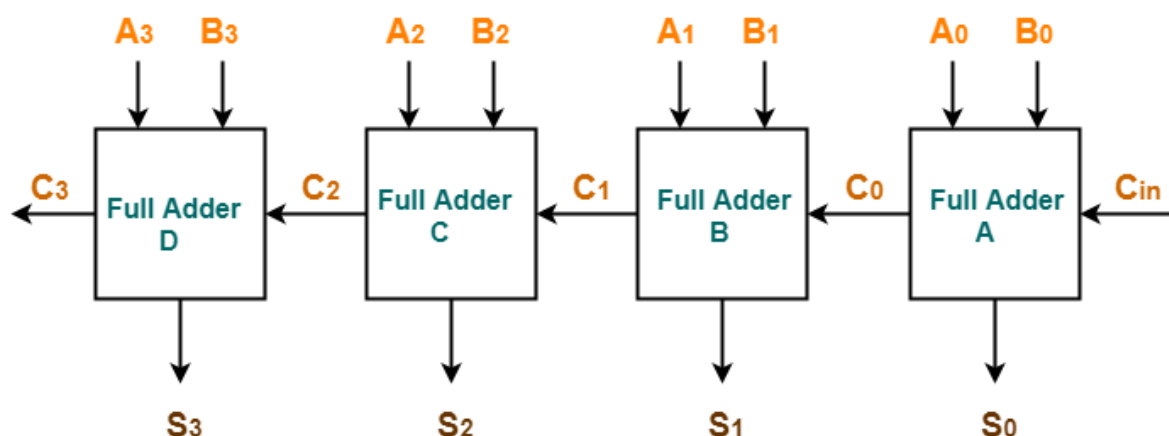 A3 B3 A2 B2 A1 B1 A0 B0
C3 C2 C1 C0 Cin
Full Adder D
Full Adder C
Full Adder B
Full Adder A
S3 S2 S1 S0